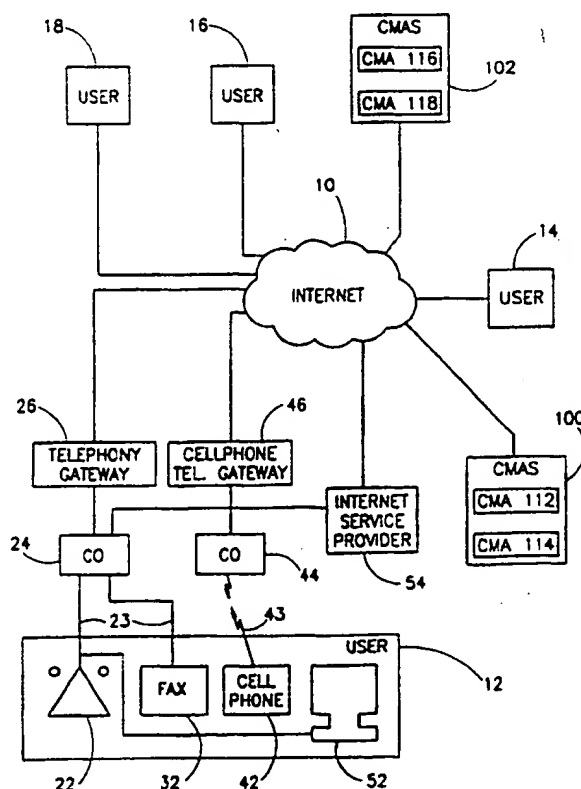 18
16
CMAS
CMA 116
CMA 118
102
USER
USER
10
14
INTERNET
USER
26
46
100
TELEPHONY
GATEWAY
CELLPHONE
TEL. GATEWAY
CMAS
CMA 112
CMA 114
INTERNET
SERVICE
PROVIDER
24
CO
CO
44
54
23
43
USER
12
FAX
CELL
PHONE
22
32
42
52